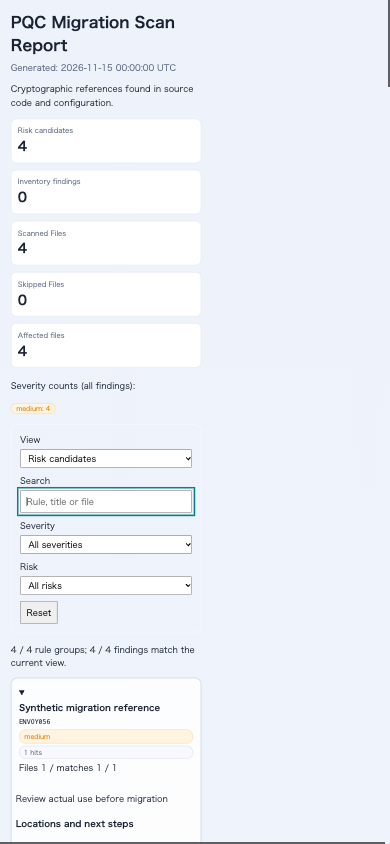 PQC Migration Scan
Report
Generated: 2026-11-15 00:00:00 UTC
Cryptographic references found in source
code and configuration.
Risk candidates
4
Inventory findings
0
Scanned Files
4
Skipped Files
0
Affected files
4
Severity counts (all findings):
medium: 4
View
Risk candidates
Search
Rule, title or file
Severity
All severities
Risk
All risks
Reset
4 / 4 rule groups; 4 / 4 findings match the
current view.
Synthetic migration reference
ENVOY056
medium
1 hits
Files 1 / matches 1 / 1
Review actual use before migration
Locations and next steps